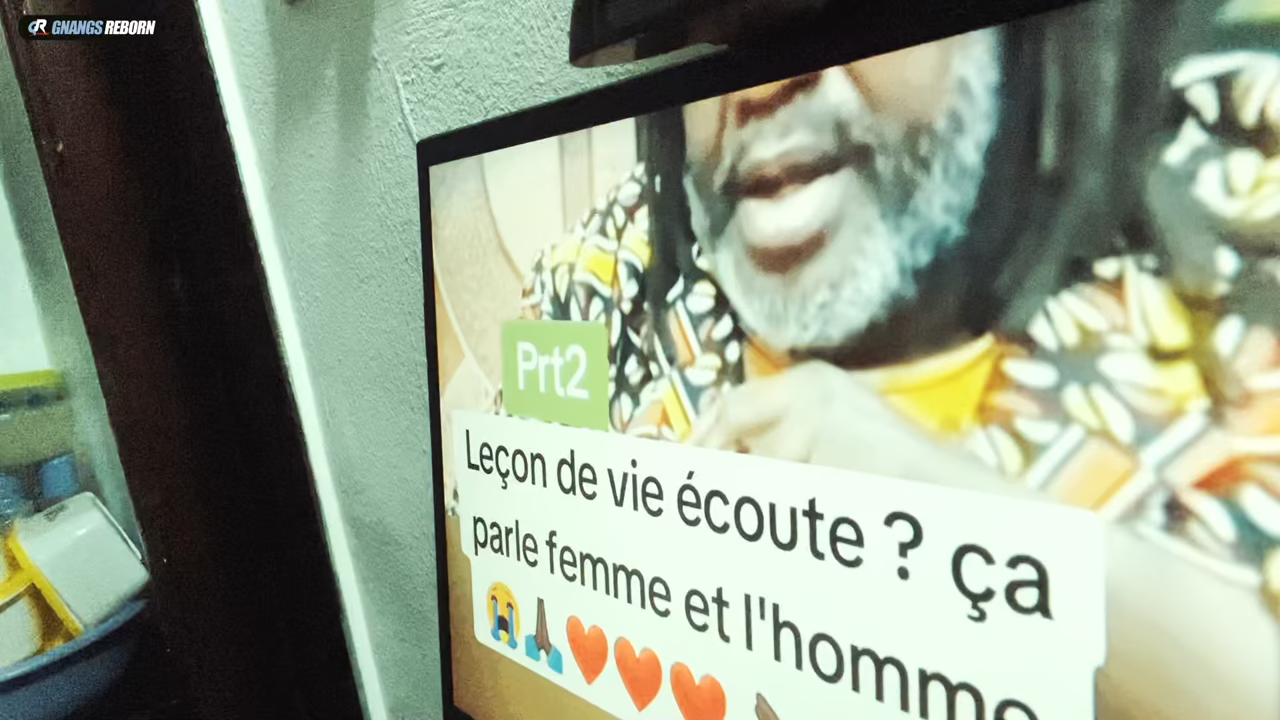 GNANGS REBORN
Prt2
Leçon de vie écoute ? ça
parle femme et l'homme
😭🙏🏿❤️❤️❤️